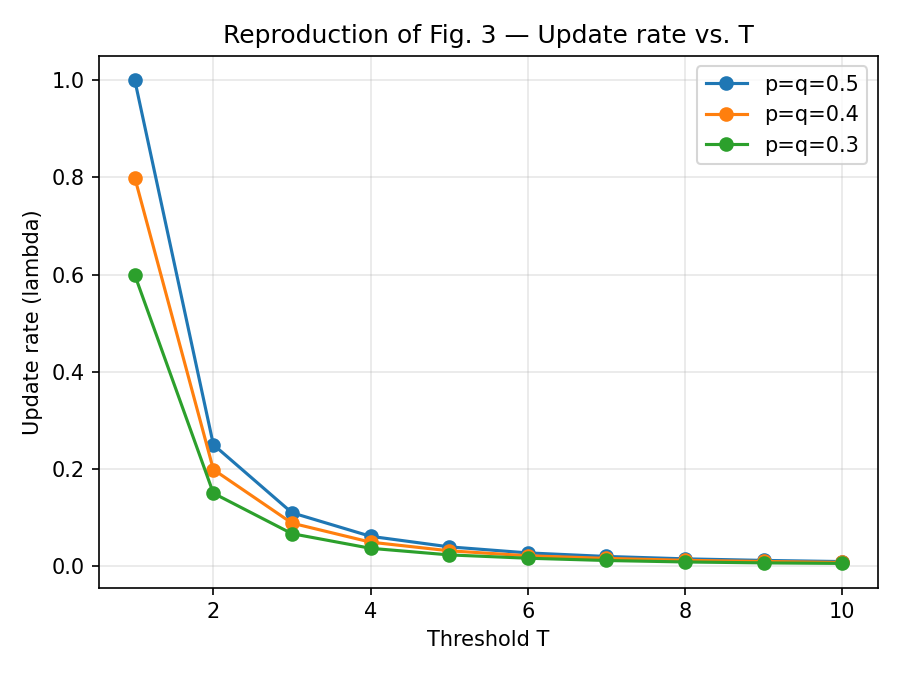 Reproduction of Fig. 3 — Update rate vs. T
p=q=0.5
p=q=0.4
p=q=0.3
Update rate (lambda)
1.0
0.8
0.6
0.4
0.2
0.0
2 4 6 8 10
Threshold T